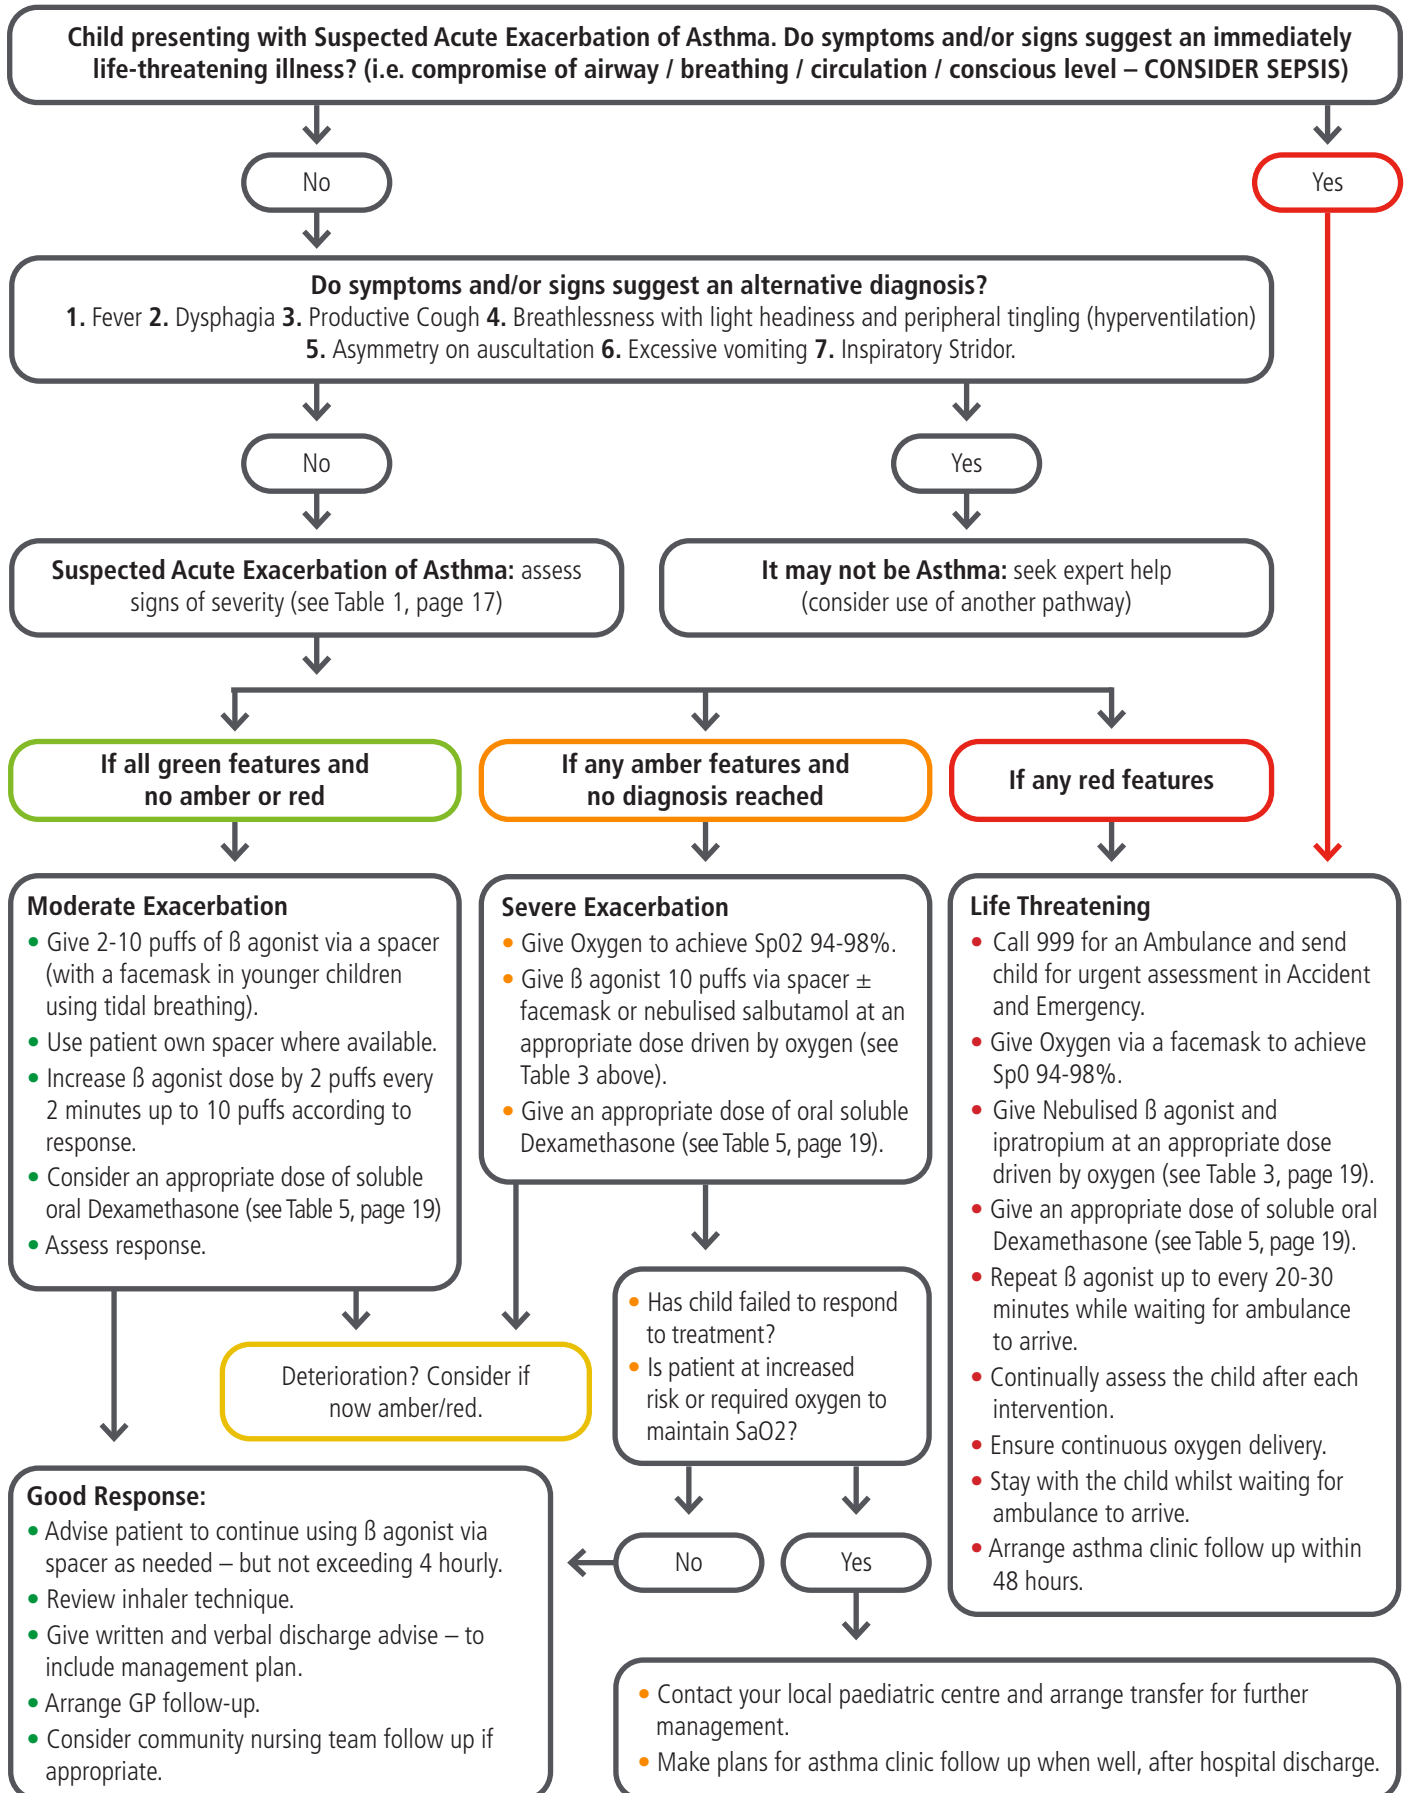 Child presenting with Suspected Acute Exacerbation of Asthma. Do symptoms and/or signs suggest an immediately
life-threatening illness? (i.e. compromise of airway / breathing / circulation / conscious level – CONSIDER SEPSIS)
No
Yes
Do symptoms and/or signs suggest an alternative diagnosis?
1. Fever 2. Dysphagia 3. Productive Cough 4. Breathlessness with light headiness and peripheral tingling (hyperventilation)
5. Asymmetry on auscultation 6. Excessive vomiting 7. Inspiratory Stridor.
No
Yes
Suspected Acute Exacerbation of Asthma: assess
signs of severity (see Table 1, page 17)
It may not be Asthma: seek expert help
(consider use of another pathway)
If all green features and
no amber or red
If any amber features and
no diagnosis reached
If any red features
Moderate Exacerbation
• Give 2-10 puffs of ß agonist via a spacer
(with a facemask in younger children
using tidal breathing).
• Use patient own spacer where available.
• Increase ß agonist dose by 2 puffs every
2 minutes up to 10 puffs according to
response.
• Consider an appropriate dose of soluble
oral Dexamethasone (see Table 5, page 19)
• Assess response.
Severe Exacerbation
• Give Oxygen to achieve Sp02 94-98%.
• Give ß agonist 10 puffs via spacer ±
facemask or nebulised salbutamol at an
appropriate dose driven by oxygen (see
Table 3 above).
• Give an appropriate dose of oral soluble
Dexamethasone (see Table 5, page 19).
Life Threatening
• Call 999 for an Ambulance and send
child for urgent assessment in Accident
and Emergency.
• Give Oxygen via a facemask to achieve
Sp0 94-98%.
• Give Nebulised ß agonist and
ipratropium at an appropriate dose
driven by oxygen (see Table 3, page 19).
• Give an appropriate dose of soluble oral
Dexamethasone (see Table 5, page 19).
• Repeat ß agonist up to every 20-30
minutes while waiting for ambulance
to arrive.
• Continually assess the child after each
intervention.
• Ensure continuous oxygen delivery.
• Stay with the child whilst waiting for
ambulance to arrive.
• Arrange asthma clinic follow up within
48 hours.
Deterioration? Consider if
now amber/red.
• Has child failed to respond
to treatment?
• Is patient at increased
risk or required oxygen to
maintain SaO2?
No
Yes
Good Response:
• Advise patient to continue using ß agonist via
spacer as needed – but not exceeding 4 hourly.
• Review inhaler technique.
• Give written and verbal discharge advise – to
include management plan.
• Arrange GP follow-up.
• Consider community nursing team follow up if
appropriate.
• Contact your local paediatric centre and arrange transfer for further
management.
• Make plans for asthma clinic follow up when well, after hospital discharge.